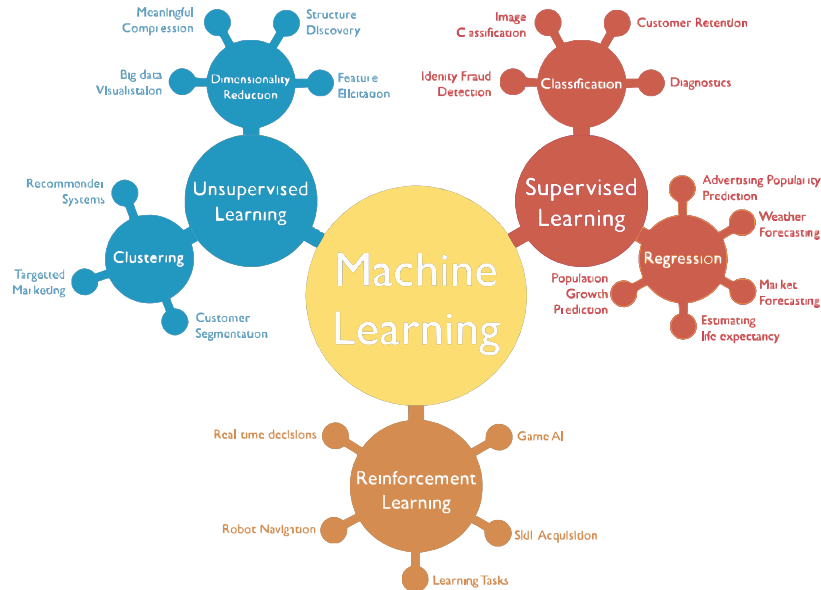 Meaningful
Compression
Structure
Discovery
Big data
Visualistaion
Dimensionality
Reduction
Feature
Elicitation
Unsupervised
Learning
Recommender
Systems
Clustering
Targetted
Marketing
Customer
Segmentation
Image
Classification
Customer Retention
Idenity Fraud
Detection
Classification
Diagnostics
Supervised
Learning
Advertising Popularity
Prediction
Weather
Forecasting
Regression
Population
Growth
Prediction
Market
Forecasting
Estimating
life expectancy
Machine
Learning
Real-time decisions
Game AI
Reinforcement
Learning
Robot Navigation
Skill Acquisition
Learning Tasks